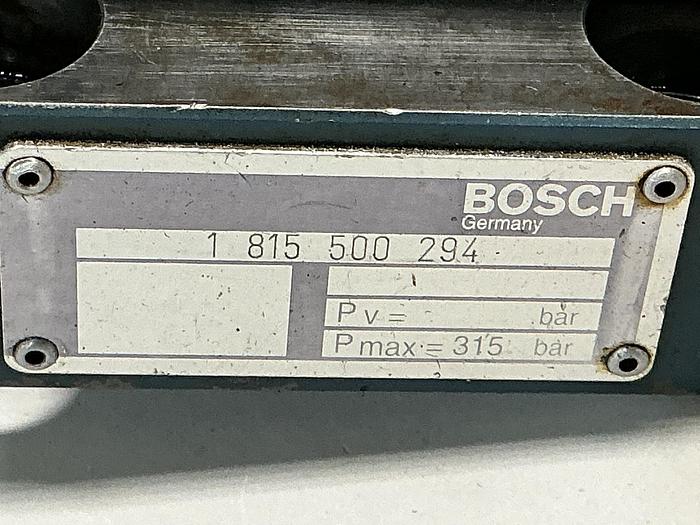 BOSCH
Germany
1 815 500 294
Pv = bar
Pmax = 315 bar